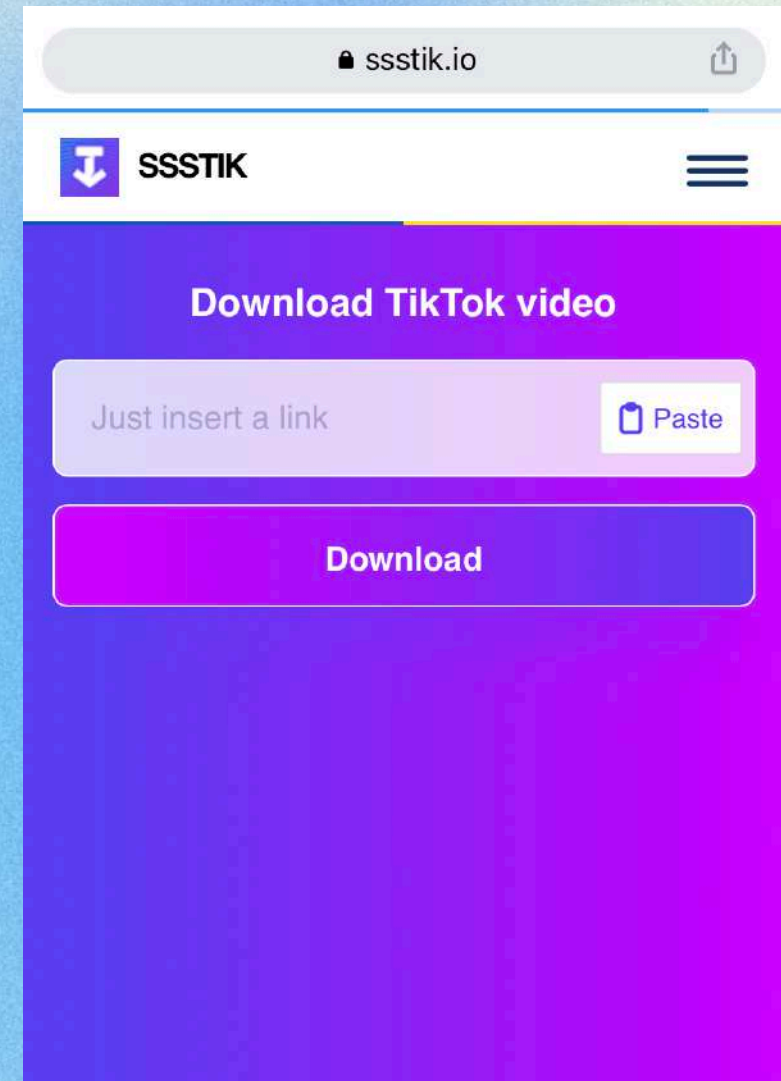 ssstik.io
SSSTIK
Download TikTok video
Just insert a link
Paste
Download